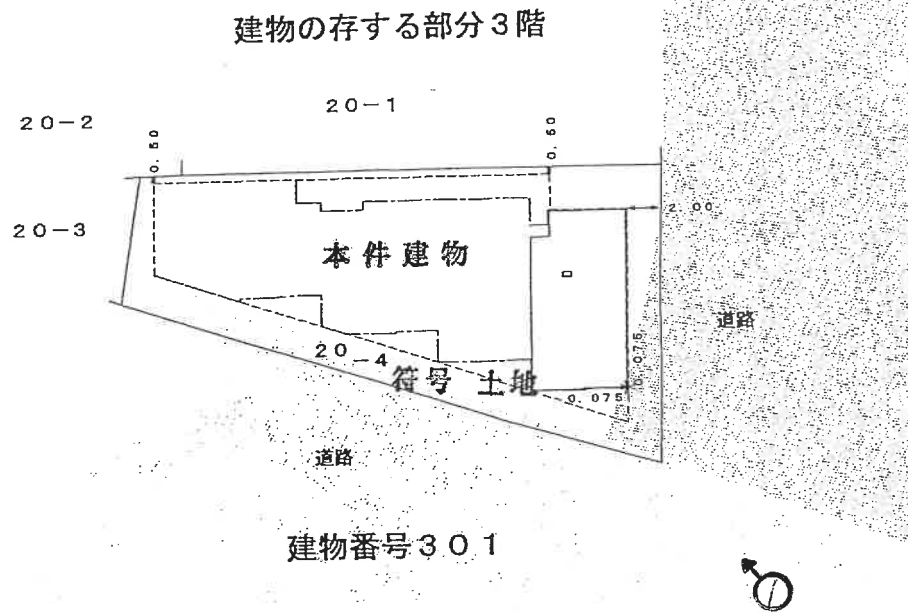 建物の存する部分3階
20-1
20-2
0.50
0.50
20-3
2.00
本件建物
道路
20-4
0.075
符号 土地
0.075
道路
建物番号301